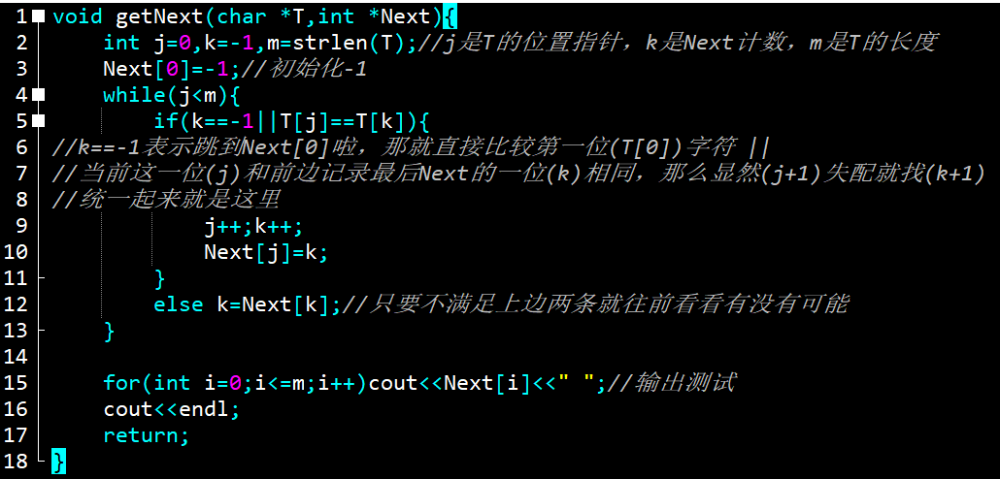 1 void getNext(char *T,int *Next){
2 int j=0,k=-1,m=strlen(T);//j是T的位置指针，k是Next计数，m是T的长度
3 Next[0]=-1;//初始化-1
4 while(j<m){
5 if(k==-1||T[j]==T[k]){
6 //k==-1表示跳到Next[0]啦，那就直接比较第一位(T[0])字符 ||
7 //当前这一位(j)和前边记录最后Next的一位(k)相同，那么显然(j+1)失配就找(k+1)
8 //统一起来就是这里
9 j++;k++;
10 Next[j]=k;
11 }
12 else k=Next[k];//只要不满足上边两条就往前看看有没有可能
13 }
14
15 for(int i=0;i<=m;i++)cout<<Next[i]<<" ";//输出测试
16 cout<<endl;
17 return;
18 }